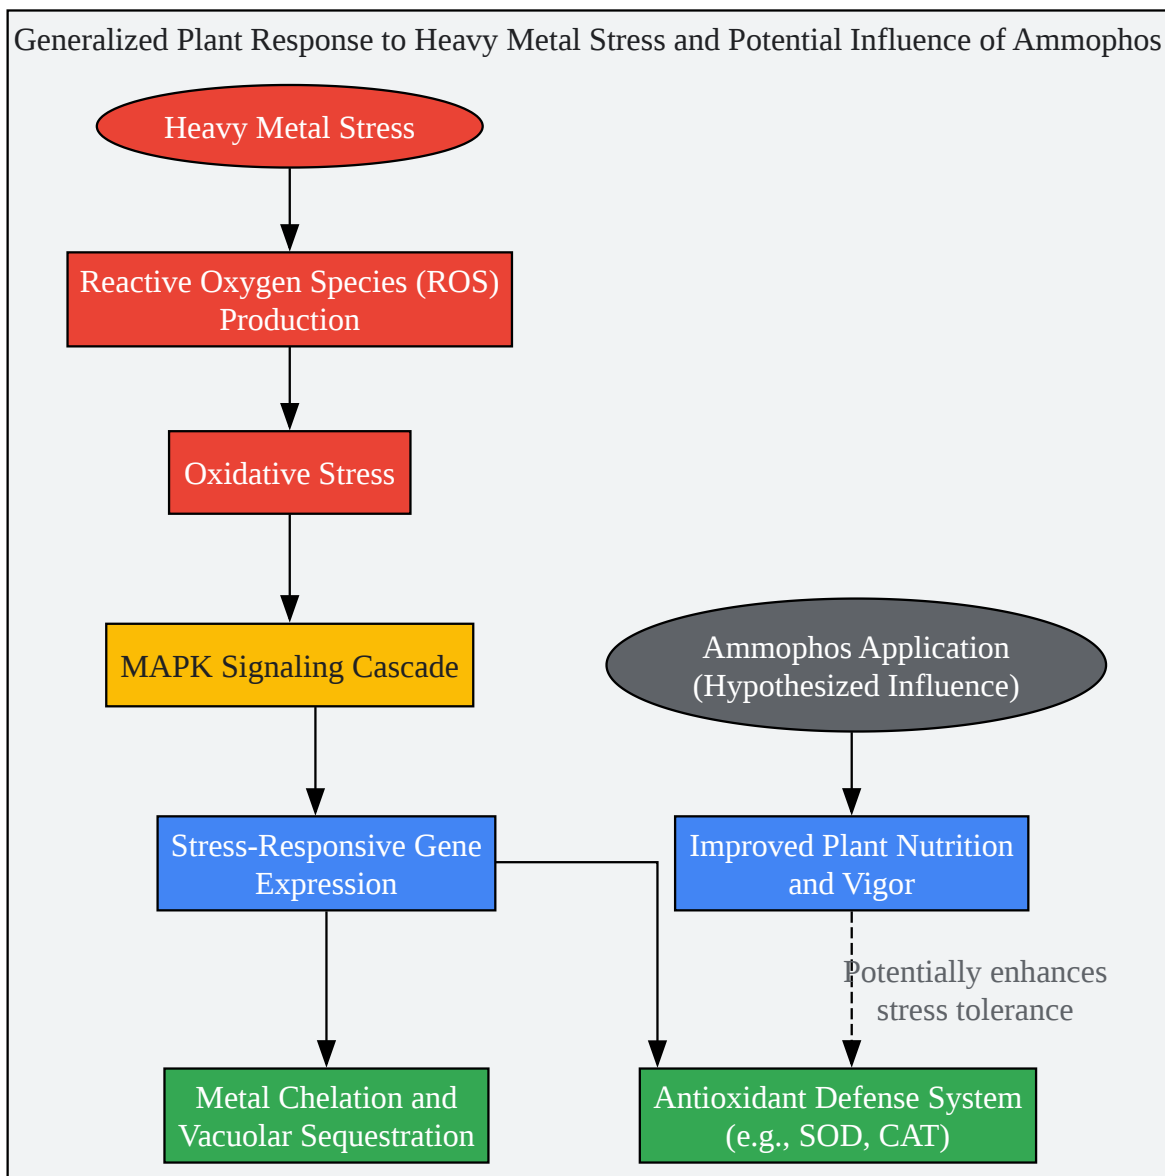 Generalized Plant Response to Heavy Metal Stress and Potential Influence of Ammophos
Heavy Metal Stress
Reactive Oxygen Species (ROS)
Production
Oxidative Stress
MAPK Signaling Cascade
Ammophos Application
(Hypothesized Influence)
Stress-Responsive Gene
Expression
Improved Plant Nutrition
and Vigor
Potentially enhances
stress tolerance
Metal Chelation and
Vacuolar Sequestration
Antioxidant Defense System
(e.g., SOD, CAT)